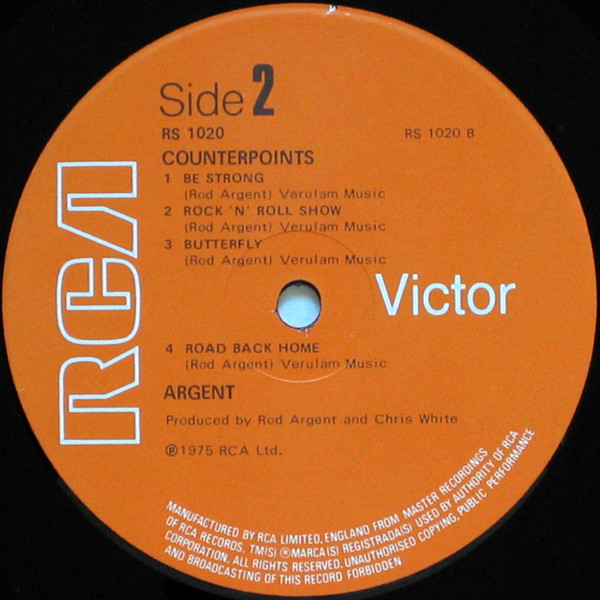 Side 2
RS 1020
RS 1020 B
COUNTERPOINTS
1 BE STRONG
(Rod Argent) Verulam Music
2 ROCK 'N' ROLL SHOW
(Rod Argent) Verulam Music
3 BUTTERFLY
(Rod Argent) Verulam Music
RCA
Victor
4 ROAD BACK HOME
(Rod Argent) Verulam Music
ARGENT
Produced by Rod Argent and Chris White
℗ 1975 RCA Ltd.
MANUFACTURED BY RCA LIMITED, ENGLAND FROM MASTER RECORDINGS
OF RCA RECORDS. TM(S) ® MARCA(S) REGISTRADA(S) USED BY AUTHORITY OF RCA
CORPORATION. ALL RIGHTS RESERVED. UNAUTHORISED COPYING, PUBLIC PERFORMANCE
AND BROADCASTING OF THIS RECORD FORBIDDEN